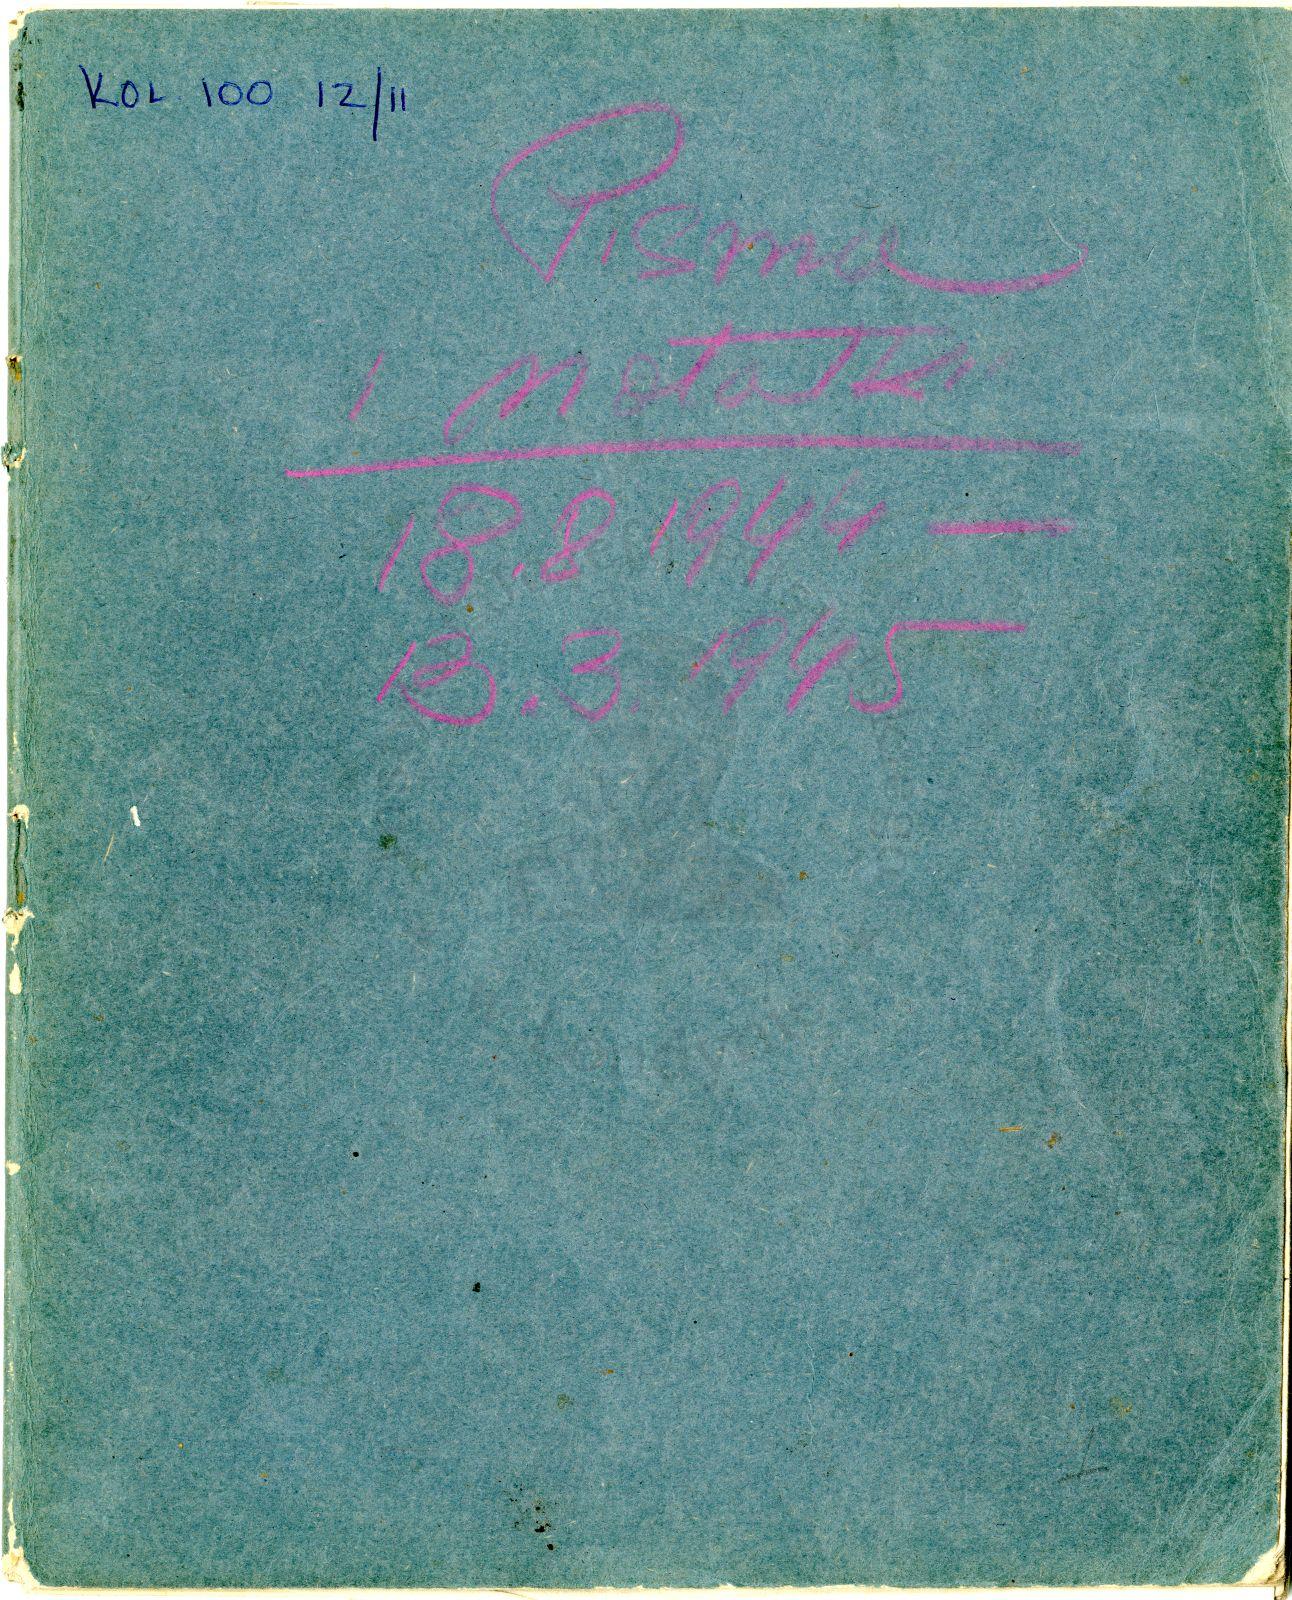 KOL 100 12/11
Pisma
i notatki
18.8.1944 —
13.3.1945